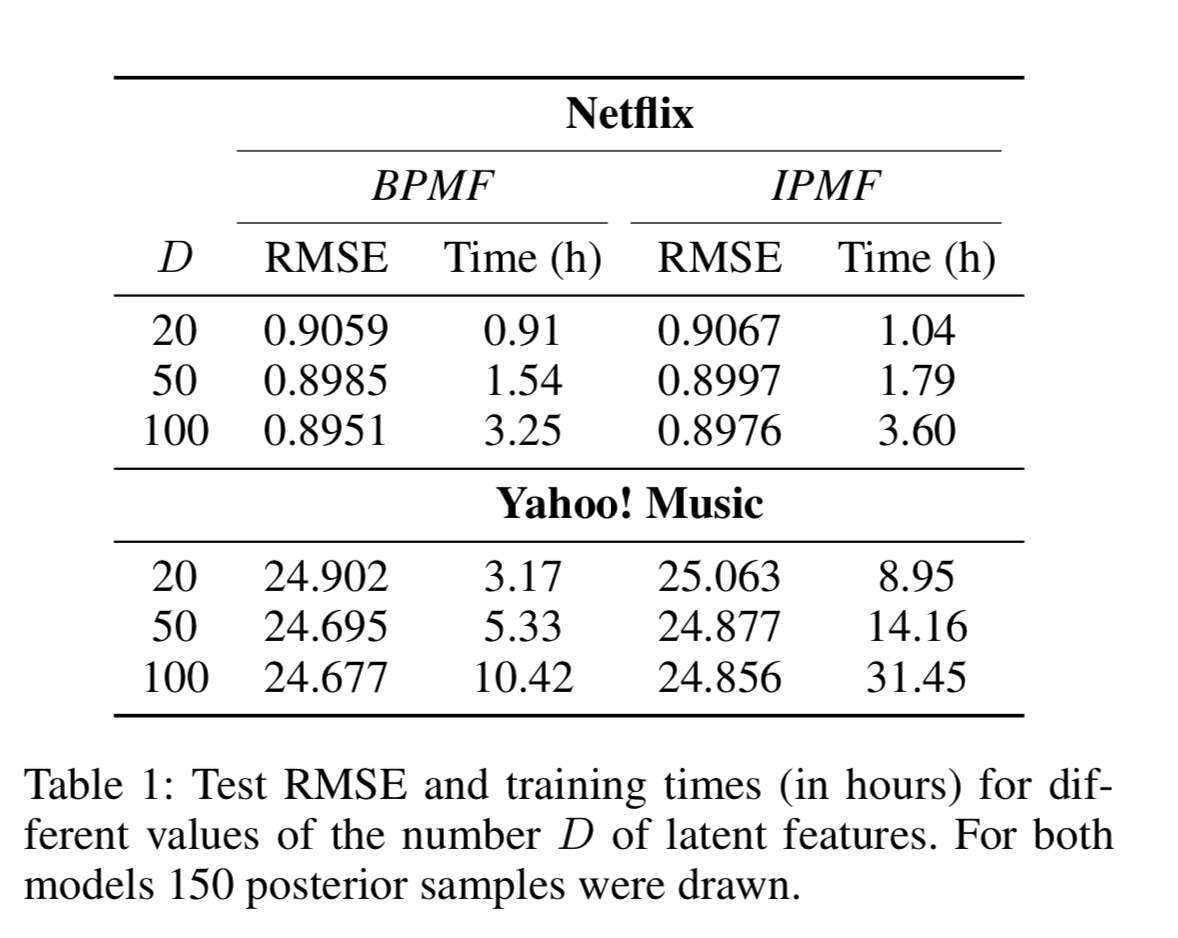 Netflix
BPMF IPMF
D RMSE Time (h) RMSE Time (h)
20 0.9059 0.91 0.9067 1.04
50 0.8985 1.54 0.8997 1.79
100 0.8951 3.25 0.8976 3.60
Yahoo! Music
20 24.902 3.17 25.063 8.95
50 24.695 5.33 24.877 14.16
100 24.677 10.42 24.856 31.45
Table 1: Test RMSE and training times (in hours) for dif-
ferent values of the number D of latent features. For both
models 150 posterior samples were drawn.